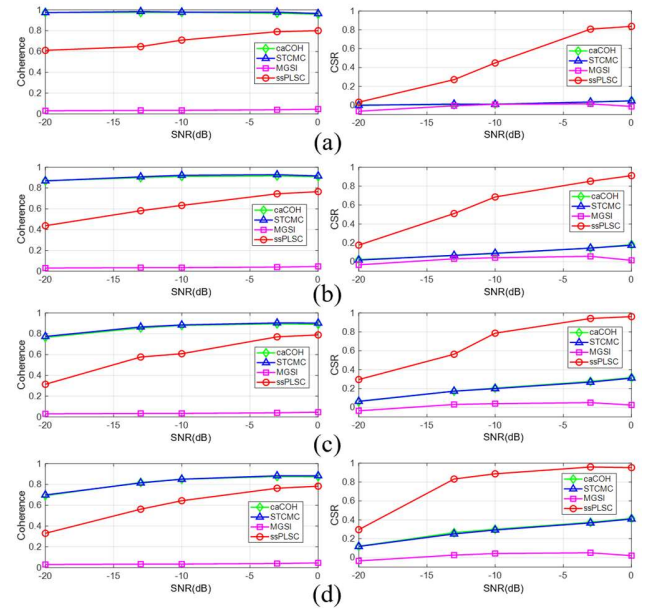 1
0.8
0.6
0.4
0.2
0
Coherence
-20 -15 -10 -5 0
SNR(dB)
caCOH
STCMC
MGSI
ssPLSC
0.8
0.6
0.4
0.2
0
CSR
-20 -15 -10 -5 0
SNR(dB)
caCOH
STCMC
MGSI
ssPLSC
(a)
1
0.8
0.6
0.4
0.2
0
Coherence
-20 -15 -10 -5 0
SNR(dB)
caCOH
STCMC
MGSI
ssPLSC
1
0.8
0.6
0.4
0.2
0
CSR
-20 -15 -10 -5 0
SNR(dB)
caCOH
STCMC
MGSI
ssPLSC
(b)
1
0.8
0.6
0.4
0.2
0
Coherence
-20 -15 -10 -5 0
SNR(dB)
caCOH
STCMC
MGSI
ssPLSC
1
0.8
0.6
0.4
0.2
0
CSR
-20 -15 -10 -5 0
SNR(dB)
caCOH
STCMC
MGSI
ssPLSC
(c)
1
0.8
0.6
0.4
0.2
0
Coherence
-20 -15 -10 -5 0
SNR(dB)
caCOH
STCMC
MGSI
ssPLSC
1
0.8
0.6
0.4
0.2
0
CSR
-20 -15 -10 -5 0
SNR(dB)
caCOH
STCMC
MGSI
ssPLSC
(d)